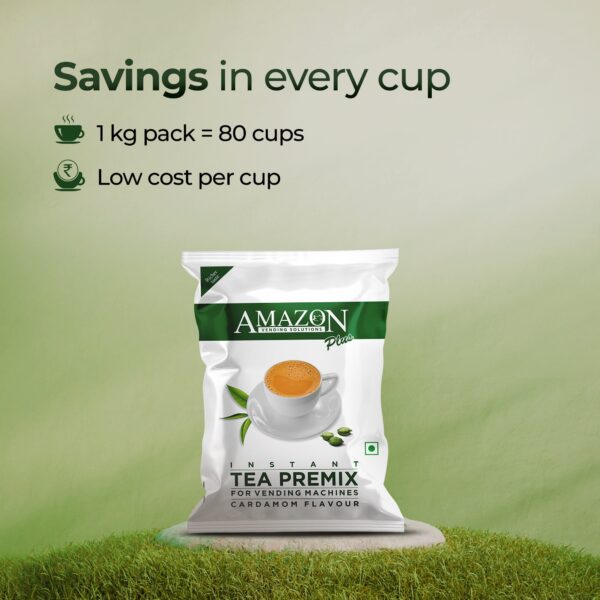 Savings in every cup
1 kg pack = 80 cups
₹
Low cost per cup
AMAZON
VENDING SOLUTIONS
Plus
INSTANT
TEA PREMIX
FOR VENDING MACHINES
CARDAMOM FLAVOUR